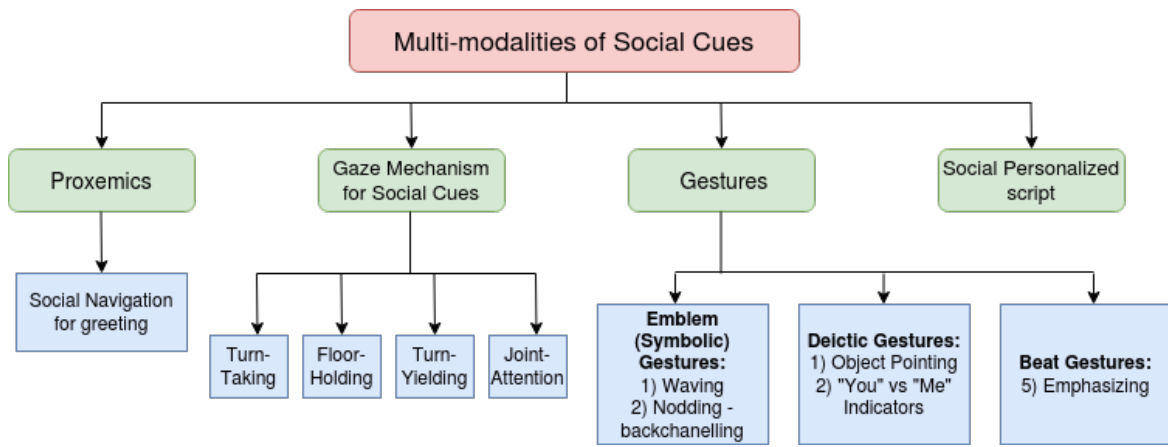 Multi-modalities of Social Cues
Proxemics
Gaze Mechanism
for Social Cues
Gestures
Social Personalized
script
Social Navigation
for greeting
Turn-
Taking
Floor-
Holding
Turn-
Yielding
Joint-
Attention
Emblem
(Symbolic)
Gestures:
1) Waving
2) Nodding -
backchanelling
Deictic Gestures:
1) Object Pointing
2) "You" vs "Me"
Indicators
Beat Gestures:
5) Emphasizing